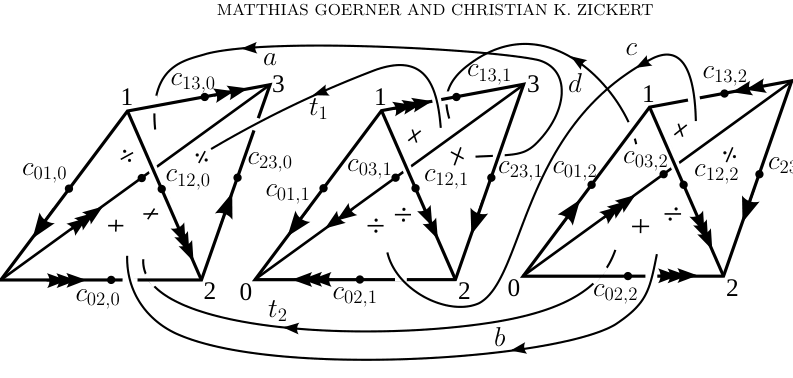 MATTHIAS GOERNER AND CHRISTIAN K. ZICKERT
a
c
d
t₁
1
c₁₃,₀
3
1
c₁₃,₁
3
1
c₁₃,₂
c₀₁,₀
c₁₂,₀
c₂₃,₀
c₀₁,₁
c₀₃,₁
c₁₂,₁
c₂₃,₁
c₀₁,₂
c₀₃,₂
c₁₂,₂
c₂₃
÷
÷
+
+
÷
÷
+
÷
c₀₂,₀
2
0
c₀₂,₁
2
0
c₀₂,₂
2
t₂
b